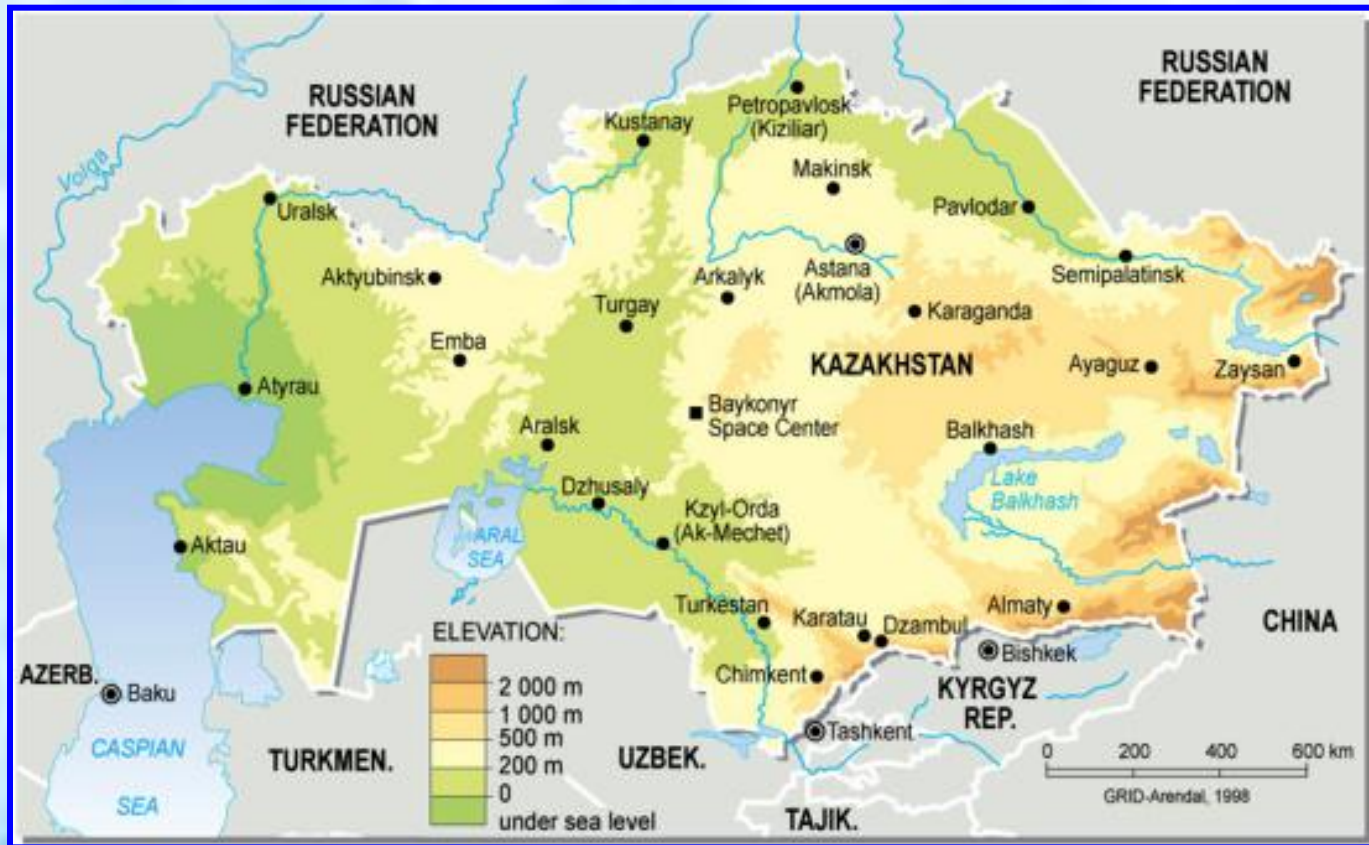 RUSSIAN
FEDERATION
RUSSIAN
FEDERATION
Volga
Kustanay
Petropavlosk
(Kiziliar)
Makinsk
Uralsk
Pavlodar
Aktyubinsk
Arkalyk
Astana
(Akmola)
Semipalatinsk
Turgay
Karaganda
Emba
KAZAKHSTAN
Ayaguz
Zaysan
Atyrau
Baykonyr
Space Center
Aralsk
Balkhash
Lake
Balkhash
Dzhusaly
Kzyl-Orda
(Ak-Mechet)
ARAL
SEA
Aktau
Turkestan
Karatau
Dzambul
Almaty
CHINA
ELEVATION:
2 000 m
1 000 m
500 m
200 m
0
under sea level
AZERB.
Baku
Chimkent
Bishkek
KYRGYZ
REP.
Tashkent
CASPIAN
SEA
TURKMEN.
UZBEK.
TAJIK.
0 200 400 600 km
GRID-Arendal, 1998